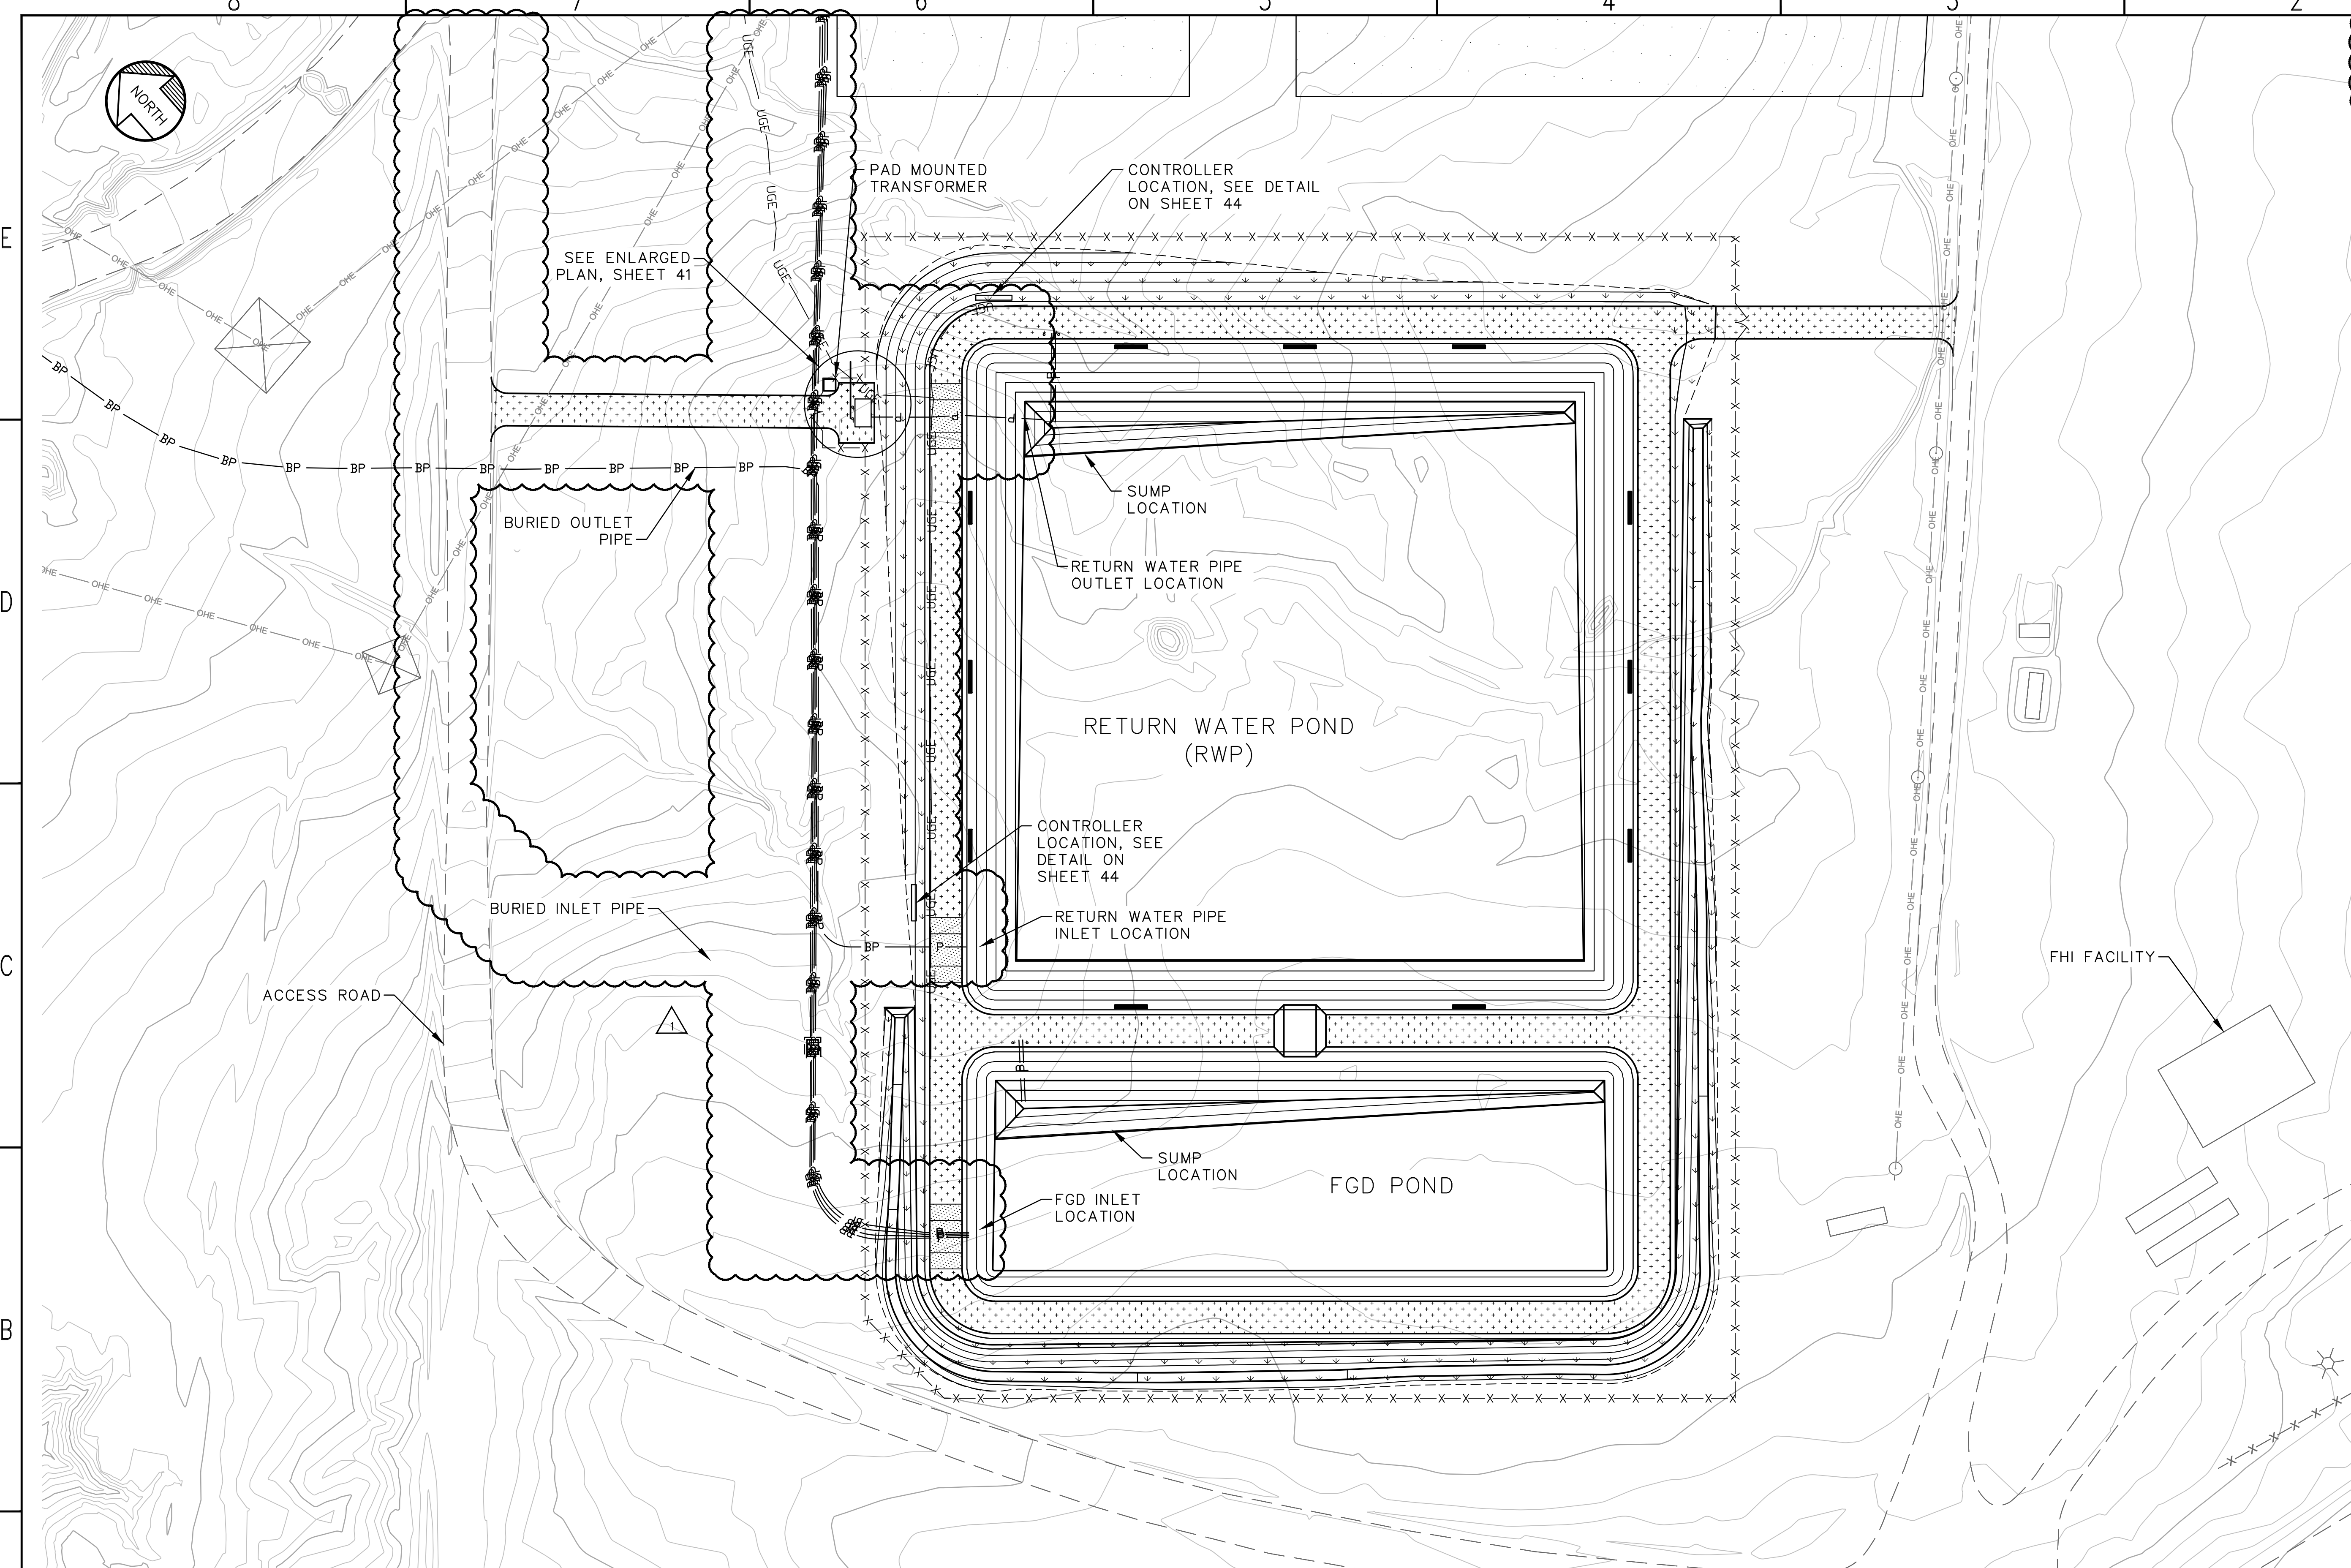 8
7
6
5
4
3
2
E
D
C
B
NORTH
PAD MOUNTED
TRANSFORMER
CONTROLLER
LOCATION, SEE DETAIL
ON SHEET 44
SEE ENLARGED
PLAN, SHEET 41
SUMP
LOCATION
BURIED OUTLET
PIPE
RETURN WATER PIPE
OUTLET LOCATION
RETURN WATER POND
(RWP)
CONTROLLER
LOCATION, SEE
DETAIL ON
SHEET 44
BURIED INLET PIPE
RETURN WATER PIPE
INLET LOCATION
FHI FACILITY
ACCESS ROAD
1
SUMP
LOCATION
FGD POND
FGD INLET
LOCATION
OHE
UGE
BP
P
X